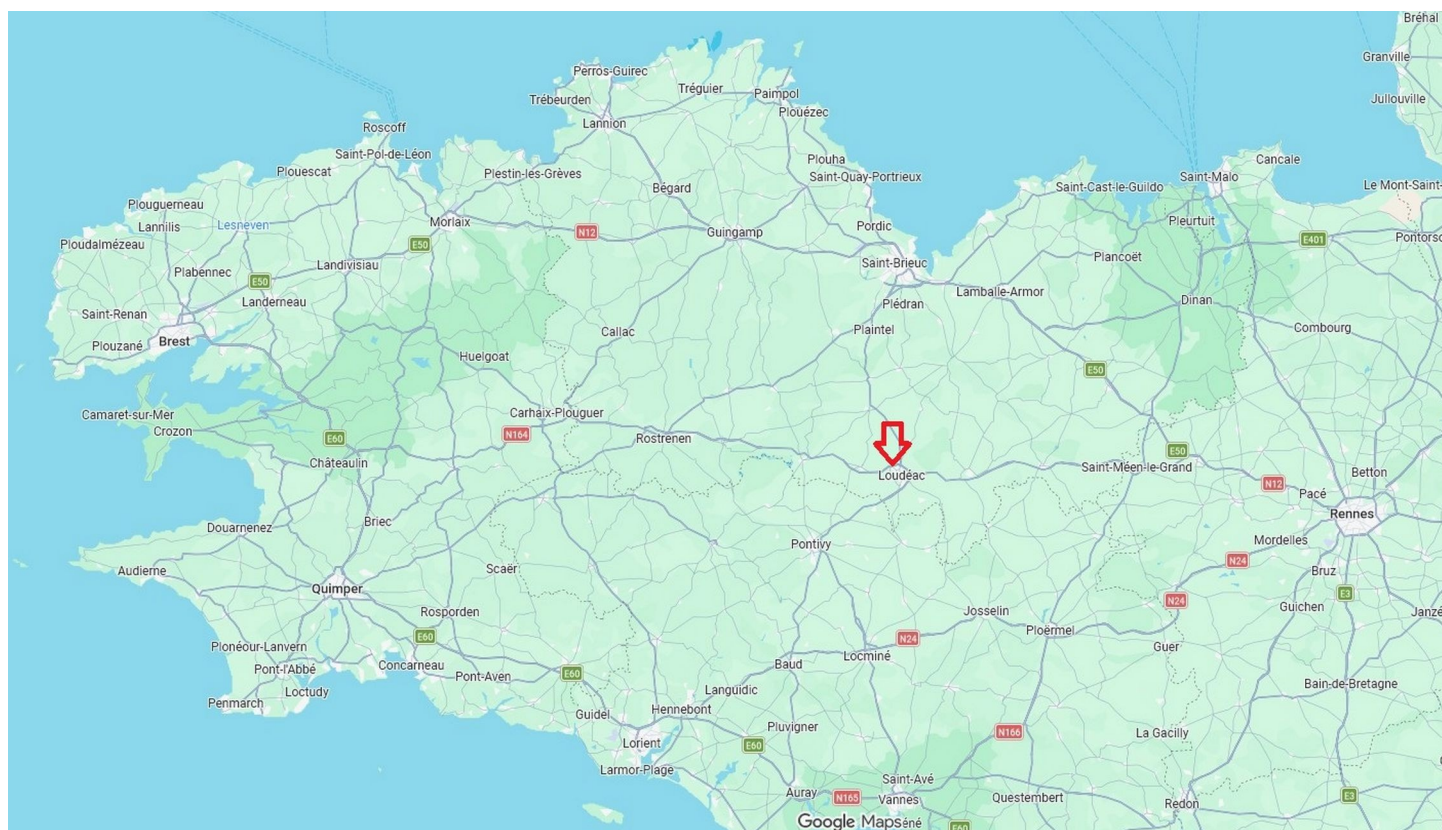 Bréhal
Granville
Perros-Guirec
Tréguier
Paimpol
Trébeurden
Jullouville
Plouézec
Lannion
Roscoff
Saint-Pol-de-Léon
Plouha
Cancale
Plouescat
Plestin-les-Grèves
Saint-Quay-Portrieux
Saint-Malo
Bégard
Saint-Cast-le-Guildo
Le Mont-Saint-
Plouguerneau
Lannilis
Lesneven
Morlaix
Pordic
Pleurtuit
N12
Guingamp
Pontorso
E401
Ploudalmézeau
E50
Plancoët
Plabennec
Landivisiau
Saint-Brieuc
E50
Landerneau
Lamballe-Armor
Dinan
Saint-Renan
Plédran
Callac
Plaintel
Combourg
Brest
Plouzané
Huelgoat
E50
Camaret-sur-Mer
Carhaix-Plouguer
Crozon
N164
E60
Rostrenen
E50
Châteaulin
Saint-Méen-le-Grand
Betton
Loudéac
N12
Pacé
Rennes
Douarnenez
Briec
Pontivy
Mordelles
N24
Audierne
Scaër
Bruz
Quimper
E3
N24
Rosporden
Josselin
Guichen
Janzé
E60
Ploërmel
N24
Plonéour-Lanvern
Locminé
Guer
Pont-l'Abbé
Concarneau
Baud
Pont-Aven
E60
Loctudy
Languidic
Bain-de-Bretagne
Penmarch
Hennebont
Guidel
Pluvigner
N166
La Gacilly
Lorient
E60
Larmor-Plage
Saint-Avé
Auray
N165
Vannes
Questembert
Redon
E3
Google Maps
éné
E60